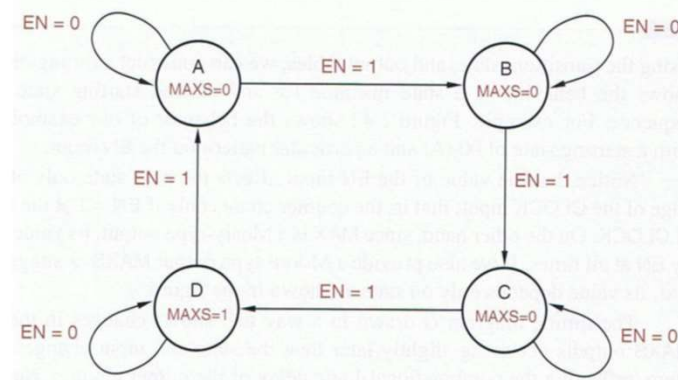 EN = 0
EN = 0
A
MAXS=0
EN = 1
B
MAXS=0
EN = 1
EN = 1
D
MAXS=1
EN = 1
C
MAXS=0
EN = 0
EN = 0